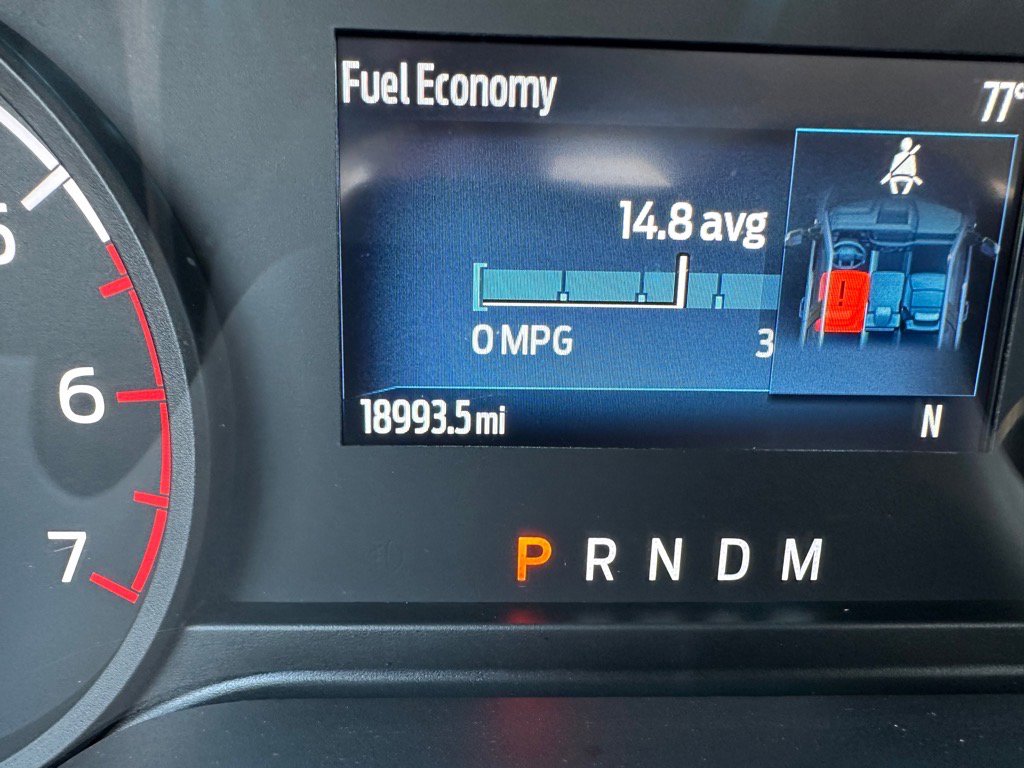 Fuel Economy
77°
14.8 avg
0 MPG
3
18993.5 mi
N
6
7
P R N D M